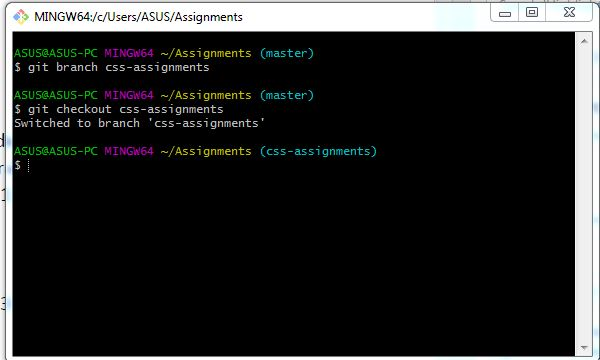 MINGW64:/c/Users/ASUS/Assignments
ASUS@ASUS-PC MINGW64 ~/Assignments (master)
$ git branch css-assignments
ASUS@ASUS-PC MINGW64 ~/Assignments (master)
$ git checkout css-assignments
Switched to branch 'css-assignments'
ASUS@ASUS-PC MINGW64 ~/Assignments (css-assignments)
$